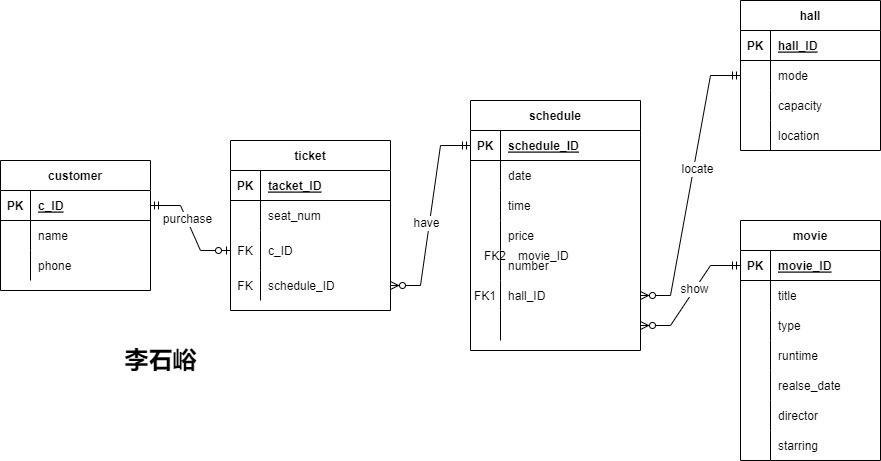 customer
PK c_ID
name
phone
purchase
ticket
PK tacket_ID
seat_num
FK c_ID
FK schedule_ID
have
schedule
PK schedule_ID
date
time
price
FK2 movie_ID
number
FK1 hall_ID
locate
show
hall
PK hall_ID
mode
capacity
location
movie
PK movie_ID
title
type
runtime
realse_date
director
starring
李石峪